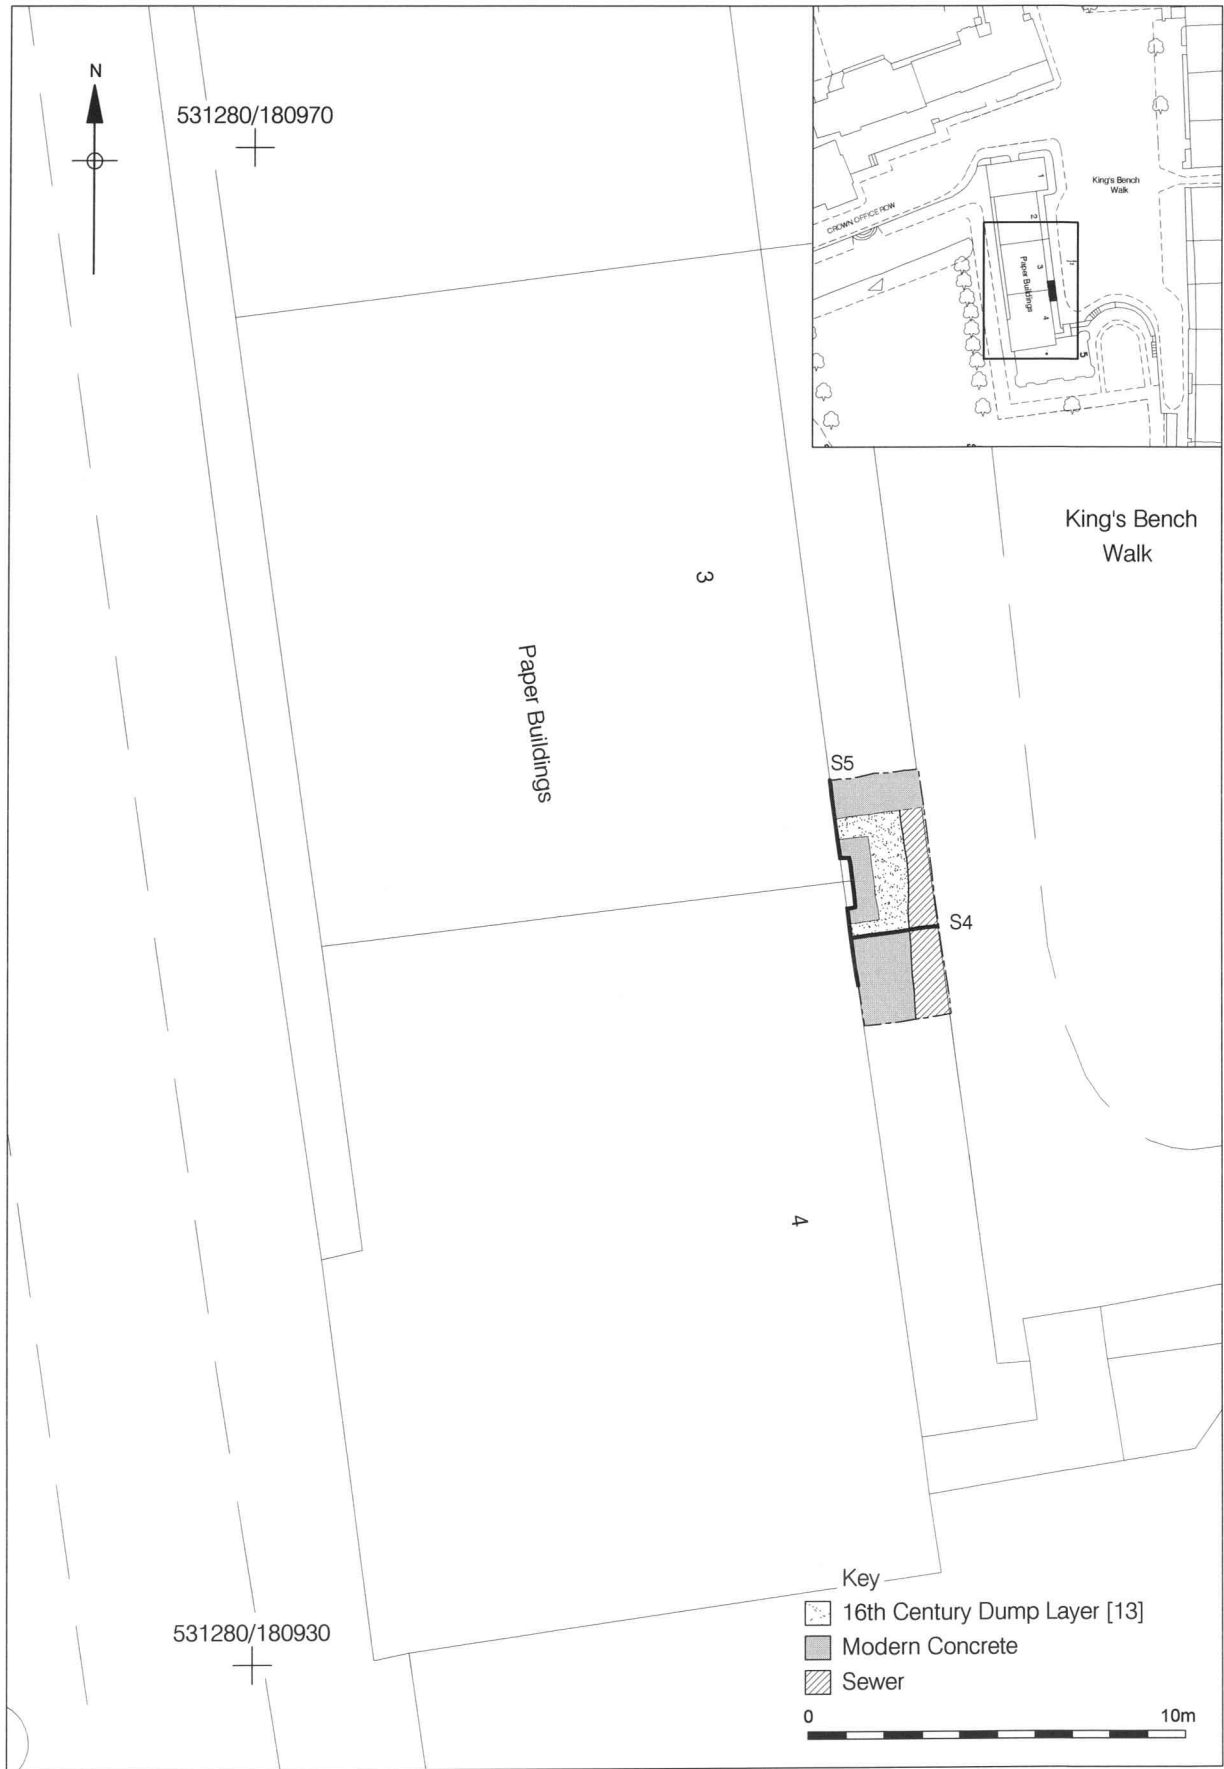 N
531280/180970
CROWN OFFICE ROW
King's Bench
Walk
1
2
3
Paper Buildings
4
5
King's Bench
Walk
3
Paper Buildings
S5
S4
4
531280/180930
Key
16th Century Dump Layer [13]
Modern Concrete
Sewer
0 10m